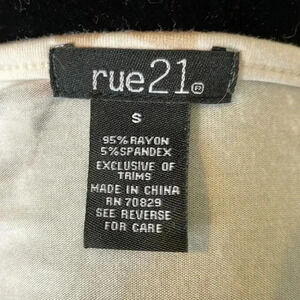 rue21®
S
95% RAYON
5% SPANDEX
EXCLUSIVE OF
TRIMS
MADE IN CHINA
RN 70829
SEE REVERSE
FOR CARE